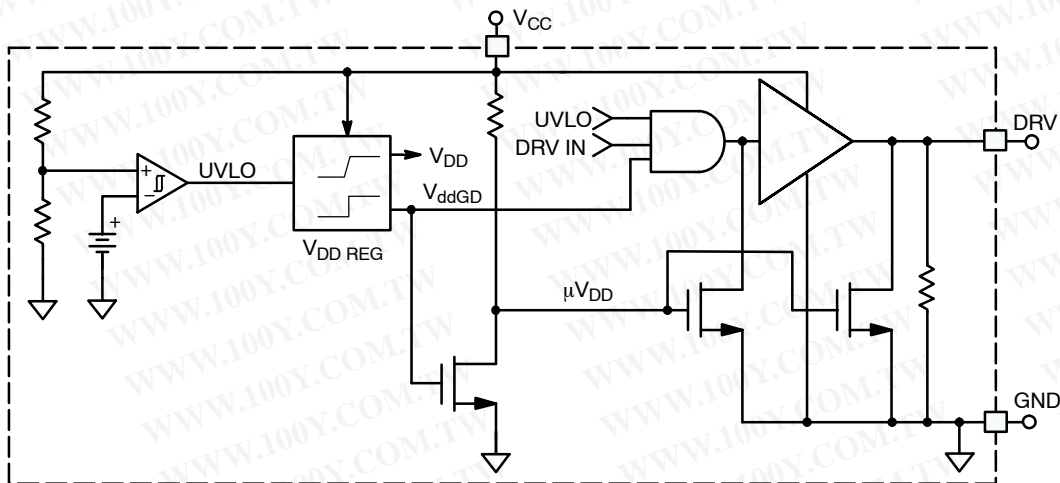 VCC
UVLO
DRV IN
DRV
+
−
UVLO
VDD
VddGD
+
VDD REG
μVDD
GND
WWW.100Y.COM.TW